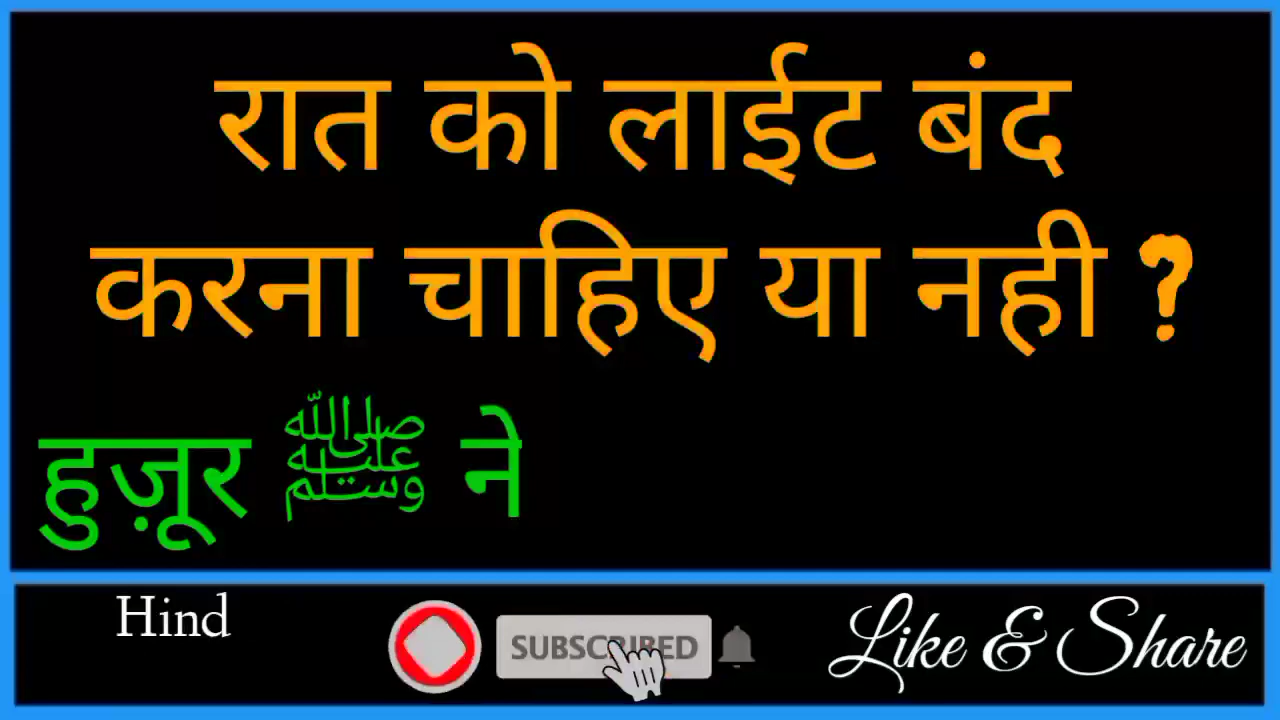 रात को लाईट बंद
करना चाहिए या नही ?
हुज़ूर ﷺ ने
Hind
SUBSCRIBED
Like & Share